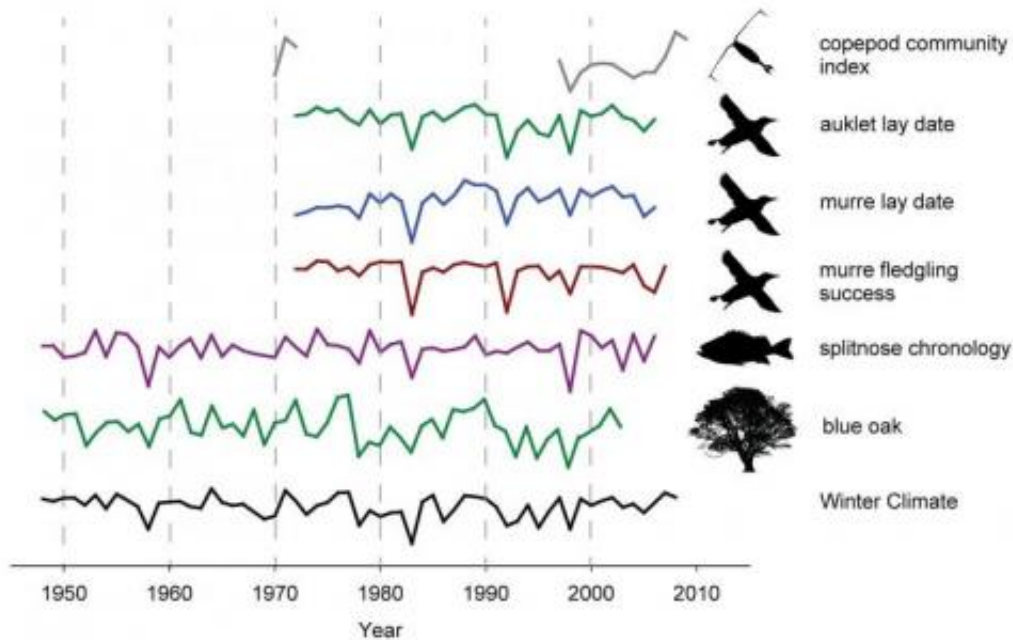 copepod community
index
auklet lay date
murre lay date
murre fledgling
success
splitnose chronology
blue oak
Winter Climate
1950 1960 1970 1980 1990 2000 2010
Year